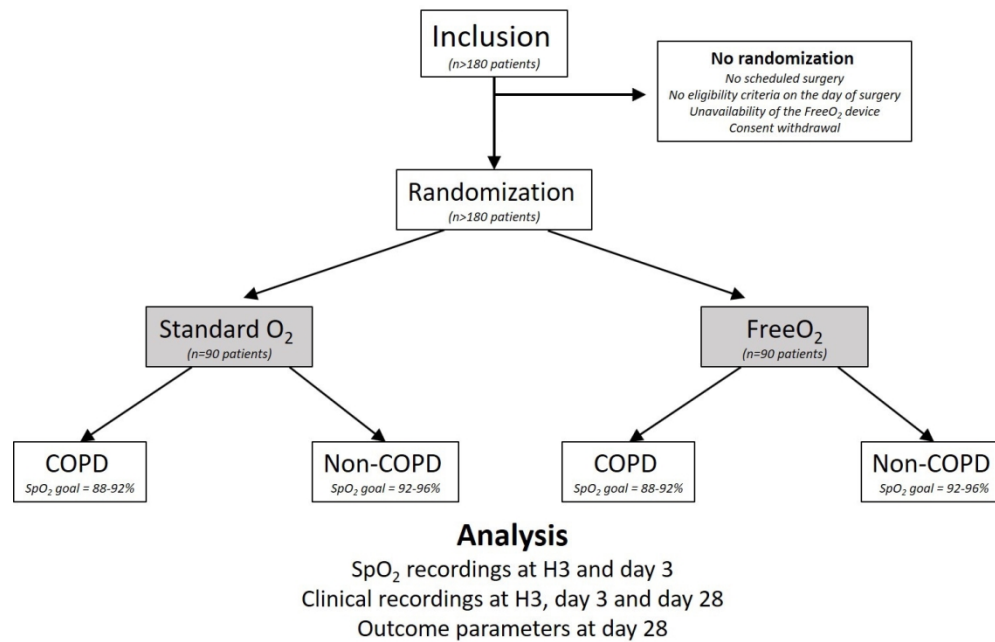 Inclusion
(n>180 patients)
No randomization
No scheduled surgery
No eligibility criteria on the day of surgery
Unavailability of the FreeO₂ device
Consent withdrawal
Randomization
(n>180 patients)
Standard O₂
(n=90 patients)
FreeO₂
(n=90 patients)
COPD
SpO₂ goal = 88-92%
Non-COPD
SpO₂ goal = 92-96%
COPD
SpO₂ goal = 88-92%
Non-COPD
SpO₂ goal = 92-96%
Analysis
SpO₂ recordings at H3 and day 3
Clinical recordings at H3, day 3 and day 28
Outcome parameters at day 28